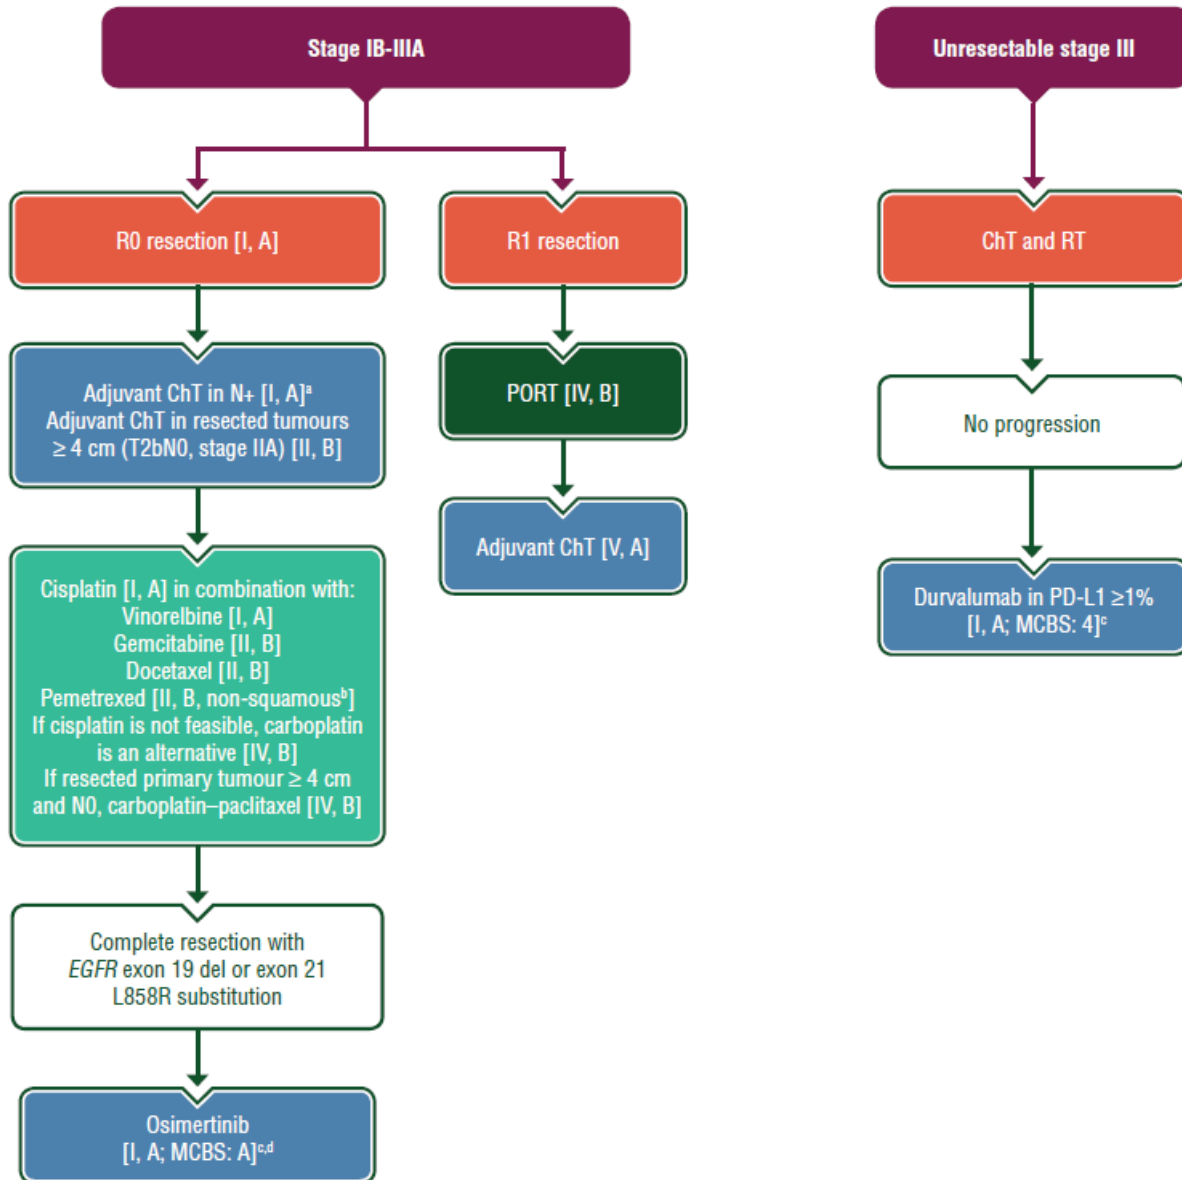 Stage IB-IIIA
Unresectable stage III
R0 resection [I, A]
R1 resection
ChT and RT
Adjuvant ChT in N+ [I, A]ᵃ
Adjuvant ChT in resected tumours
≥ 4 cm (T2bN0, stage IIA) [II, B]
PORT [IV, B]
No progression
Adjuvant ChT [V, A]
Cisplatin [I, A] in combination with:
Vinorelbine [I, A]
Gemcitabine [II, B]
Docetaxel [II, B]
Pemetrexed [II, B, non-squamousᵇ]
If cisplatin is not feasible, carboplatin
is an alternative [IV, B]
If resected primary tumour ≥ 4 cm
and N0, carboplatin–paclitaxel [IV, B]
Durvalumab in PD-L1 ≥1%
[I, A; MCBS: 4]ᶜ
Complete resection with
EGFR exon 19 del or exon 21
L858R substitution
Osimertinib
[I, A; MCBS: A]ᶜ,ᵈ